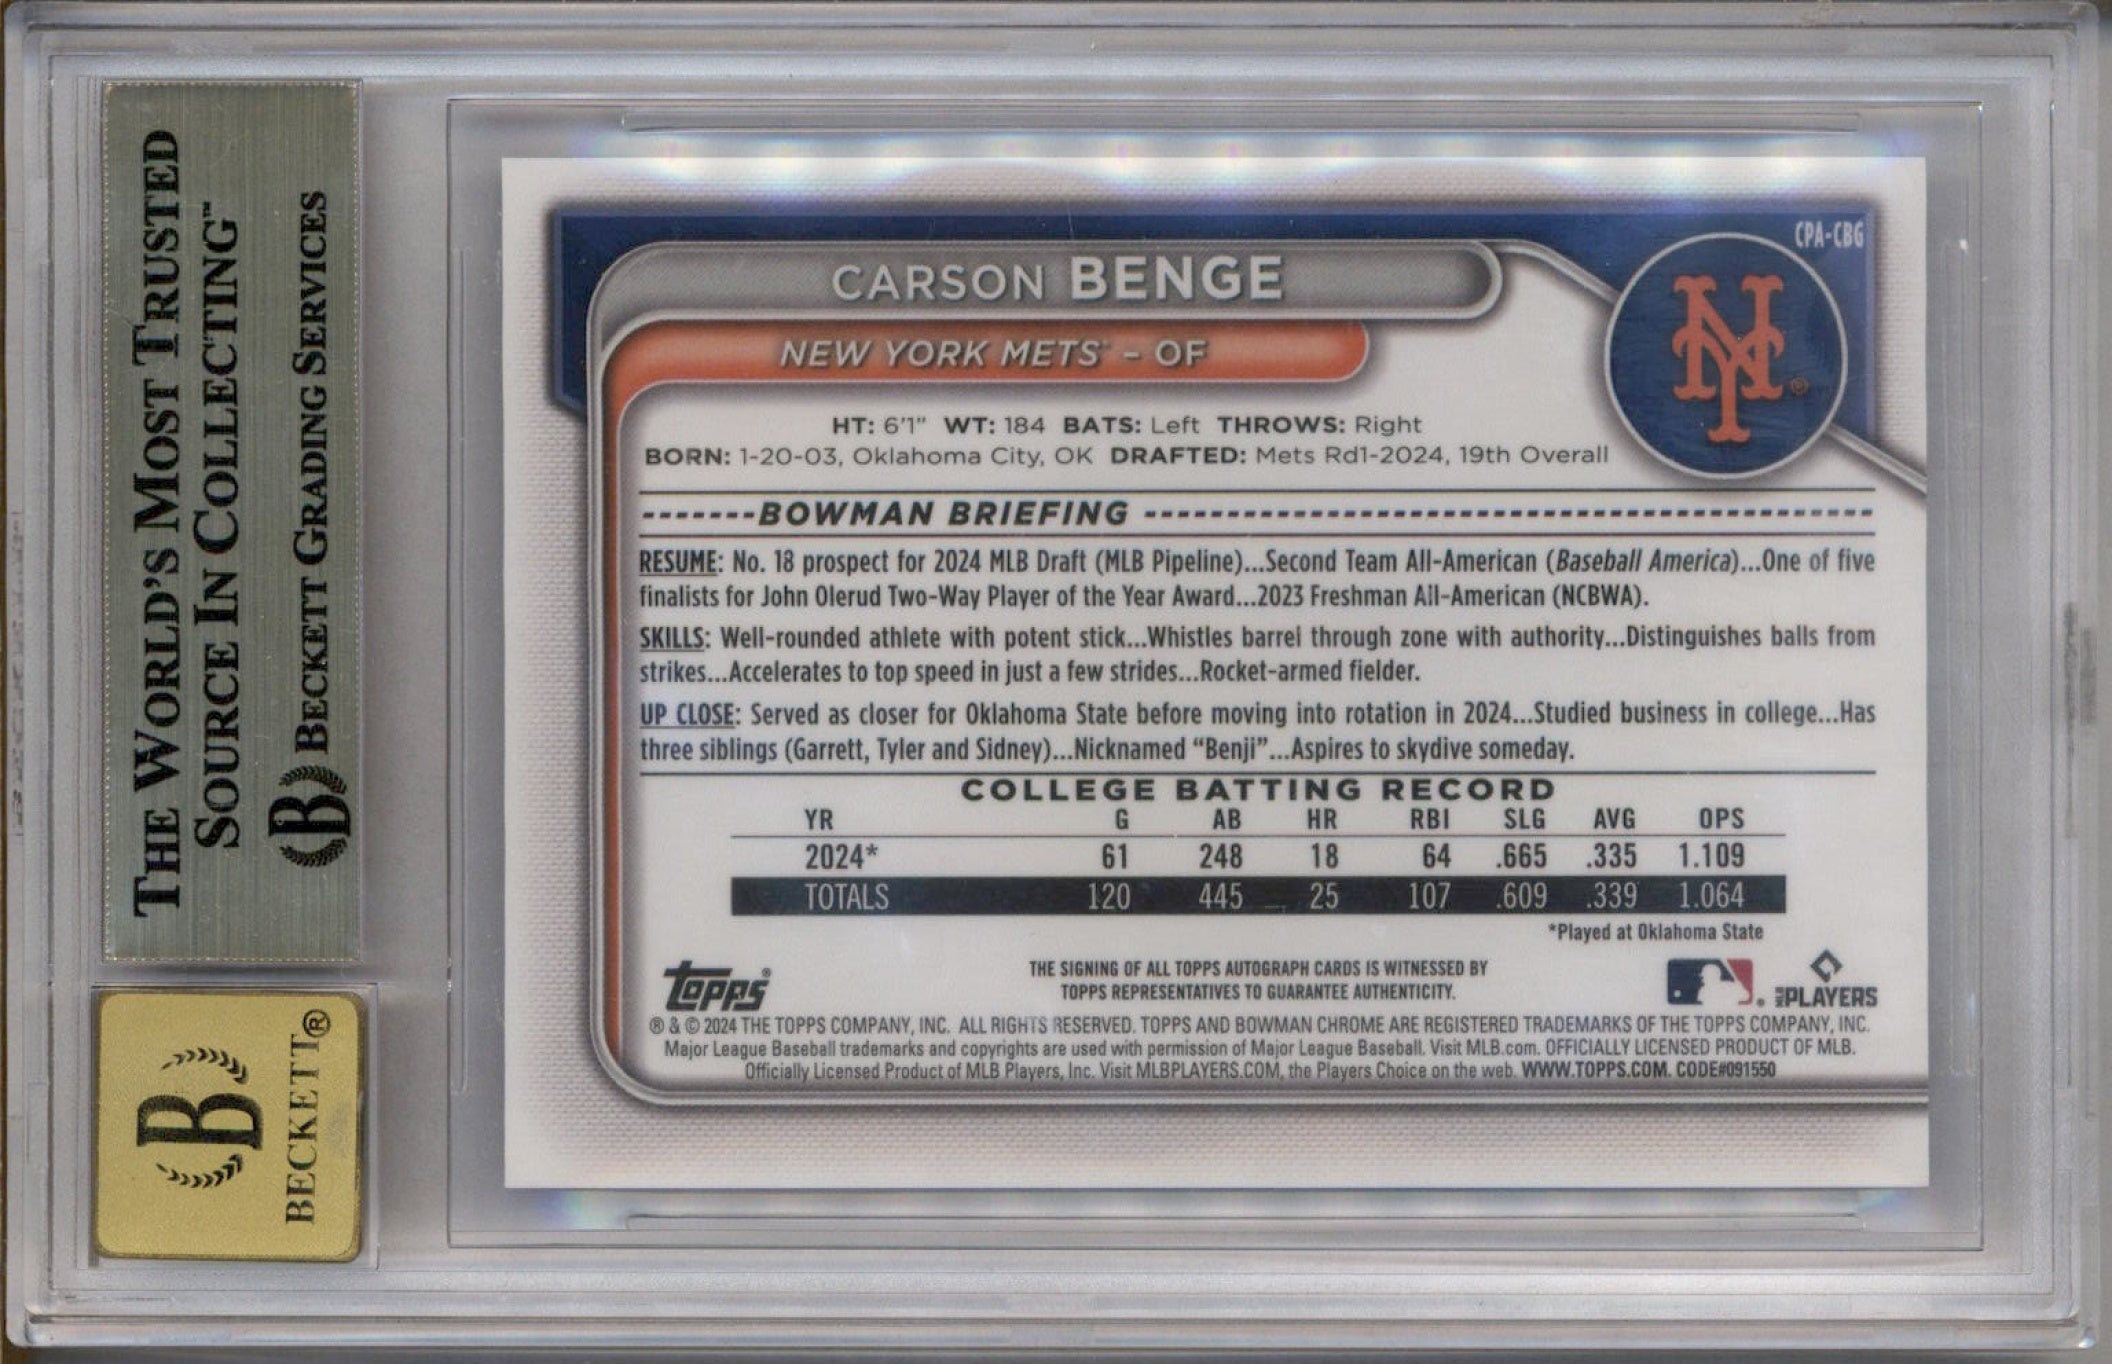 THE WORLD'S MOST TRUSTED
SOURCE IN COLLECTING™
B BECKETT GRADING SERVICES
B
BECKETT®
CPA-CBG
CARSON BENGE
NEW YORK METS - OF
NY®
HT: 6'1" WT: 184 BATS: Left THROWS: Right
BORN: 1-20-03, Oklahoma City, OK DRAFTED: Mets Rd1-2024, 19th Overall
-------BOWMAN BRIEFING ----------------------------------------------
RESUME: No. 18 prospect for 2024 MLB Draft (MLB Pipeline)...Second Team All-American (Baseball America)...One of five
finalists for John Olerud Two-Way Player of the Year Award...2023 Freshman All-American (NCBWA).
SKILLS: Well-rounded athlete with potent stick...Whistles barrel through zone with authority...Distinguishes balls from
strikes...Accelerates to top speed in just a few strides...Rocket-armed fielder.
UP CLOSE: Served as closer for Oklahoma State before moving into rotation in 2024...Studied business in college...Has
three siblings (Garrett, Tyler and Sidney)...Nicknamed “Benji”...Aspires to skydive someday.
COLLEGE BATTING RECORD
YR G AB HR RBI SLG AVG OPS
2024* 61 248 18 64 .665 .335 1.109
TOTALS 120 445 25 107 .609 .339 1.064
*Played at Oklahoma State
Topps®
THE SIGNING OF ALL TOPPS AUTOGRAPH CARDS IS WITNESSED BY
TOPPS REPRESENTATIVES TO GUARANTEE AUTHENTICITY.
MLB PLAYERS
® & © 2024 THE TOPPS COMPANY, INC. ALL RIGHTS RESERVED. TOPPS AND BOWMAN CHROME ARE REGISTERED TRADEMARKS OF THE TOPPS COMPANY, INC.
Major League Baseball trademarks and copyrights are used with permission of Major League Baseball. Visit MLB.com. OFFICIALLY LICENSED PRODUCT OF MLB.
Officially Licensed Product of MLB Players, Inc. Visit MLBPLAYERS.COM, the Players Choice on the web. WWW.TOPPS.COM. CODE#091550